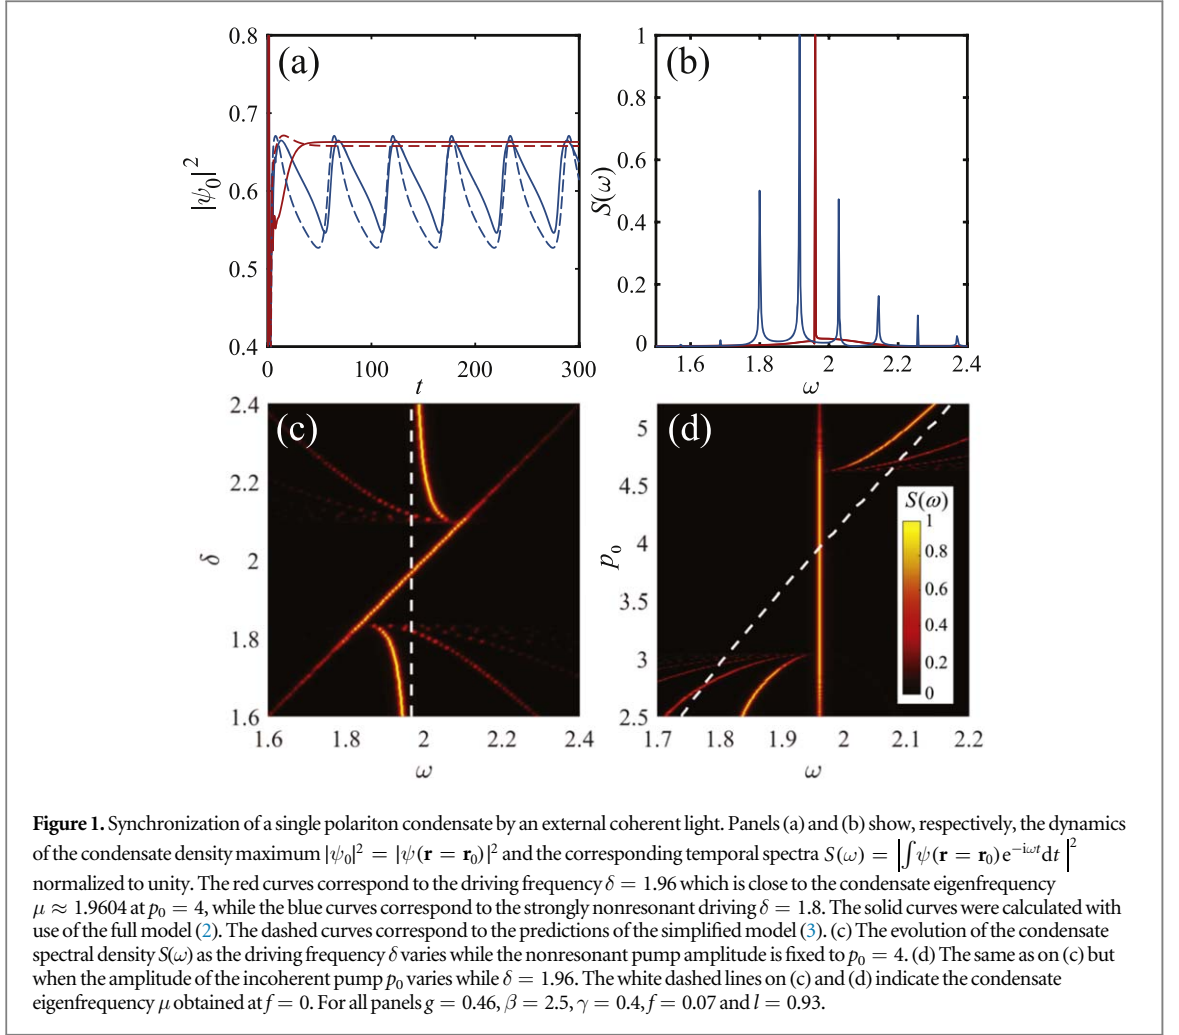 0.8
0.7
0.6
0.5
0.4
|ψ₀|²
(a)
0 100 200 300
t
1
0.8
0.6
0.4
0.2
0
S(ω)
(b)
1.6 1.8 2 2.2 2.4
ω
2.4
2.2
2
1.8
1.6
δ
(c)
1.6 1.8 2 2.2 2.4
ω
5
4.5
4
3.5
3
2.5
p₀
(d)
S(ω)
1
0.8
0.6
0.4
0.2
0
1.7 1.8 1.9 2 2.1 2.2
ω
Figure 1. Synchronization of a single polariton condensate by an external coherent light. Panels (a) and (b) show, respectively, the dynamics
of the condensate density maximum |ψ₀|² = |ψ(r = r₀)|² and the corresponding temporal spectra S(ω) = |∫ψ(r = r₀)e^{−iωt}dt|²
normalized to unity. The red curves correspond to the driving frequency δ = 1.96 which is close to the condensate eigenfrequency
μ ≈ 1.9604 at p₀ = 4, while the blue curves correspond to the strongly nonresonant driving δ = 1.8. The solid curves were calculated with
use of the full model (2). The dashed curves correspond to the predictions of the simplified model (3). (c) The evolution of the condensate
spectral density S(ω) as the driving frequency δ varies while the nonresonant pump amplitude is fixed to p₀ = 4. (d) The same as on (c) but
when the amplitude of the incoherent pump p₀ varies while δ = 1.96. The white dashed lines on (c) and (d) indicate the condensate
eigenfrequency μ obtained at f = 0. For all panels g = 0.46, β = 2.5, γ = 0.4, f = 0.07 and l = 0.93.